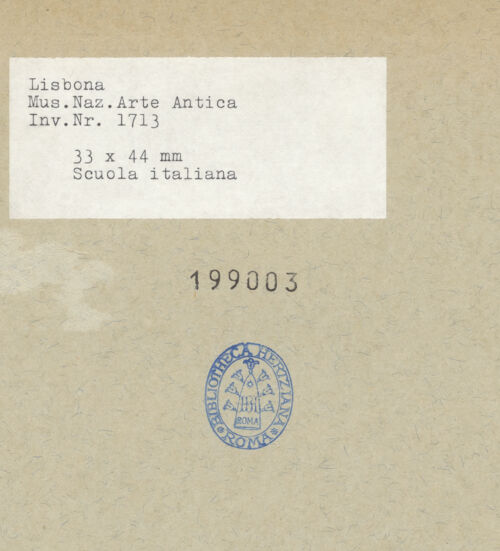 Lisbona
Mus.Naz.Arte Antica
Inv.Nr. 1713
33 x 44 mm
Scuola italiana
199003
BIBLIOTHECA HERTZIANA
ROMA
ROMA